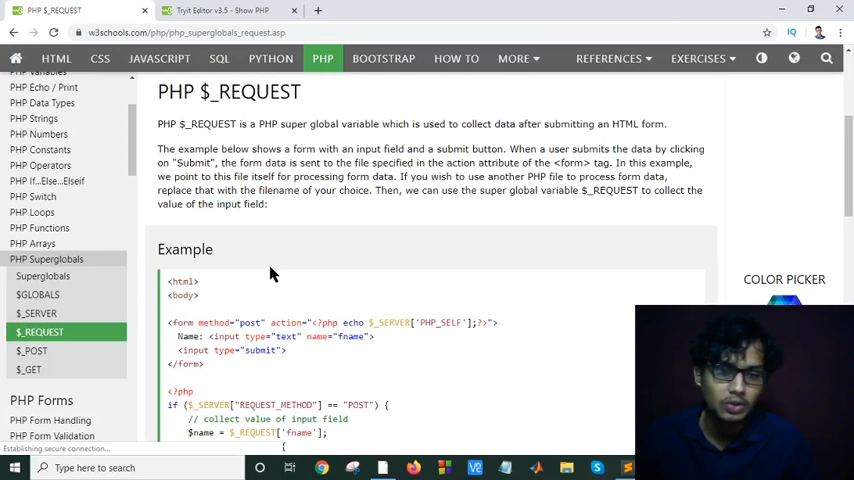 PHP $_REQUEST
Tryit Editor v3.5 - Show PHP
w3schools.com/php/php_superglobals_request.asp
HTML CSS JAVASCRIPT SQL PYTHON PHP BOOTSTRAP HOW TO MORE REFERENCES EXERCISES
PHP Variables
PHP Echo / Print
PHP Data Types
PHP Strings
PHP Numbers
PHP Constants
PHP Operators
PHP If...Else...Elseif
PHP Switch
PHP Loops
PHP Functions
PHP Arrays
PHP Superglobals
Superglobals
$GLOBALS
$_SERVER
$_REQUEST
$_POST
$_GET
PHP Forms
PHP Form Handling
PHP Form Validation
PHP $_REQUEST
PHP $_REQUEST is a PHP super global variable which is used to collect data after submitting an HTML form.
The example below shows a form with an input field and a submit button. When a user submits the data by clicking
on "Submit", the form data is sent to the file specified in the action attribute of the <form> tag. In this example,
we point to this file itself for processing form data. If you wish to use another PHP file to process form data,
replace that with the filename of your choice. Then, we can use the super global variable $_REQUEST to collect the
value of the input field:
Example
<html>
<body>
<form method="post" action="<?php echo $_SERVER['PHP_SELF'];?>">
Name: <input type="text" name="fname">
<input type="submit">
</form>
<?php
if ($_SERVER["REQUEST_METHOD"] == "POST") {
// collect value of input field
$name = $_REQUEST['fname'];
{
COLOR PICKER
Establishing secure connection...
Type here to search